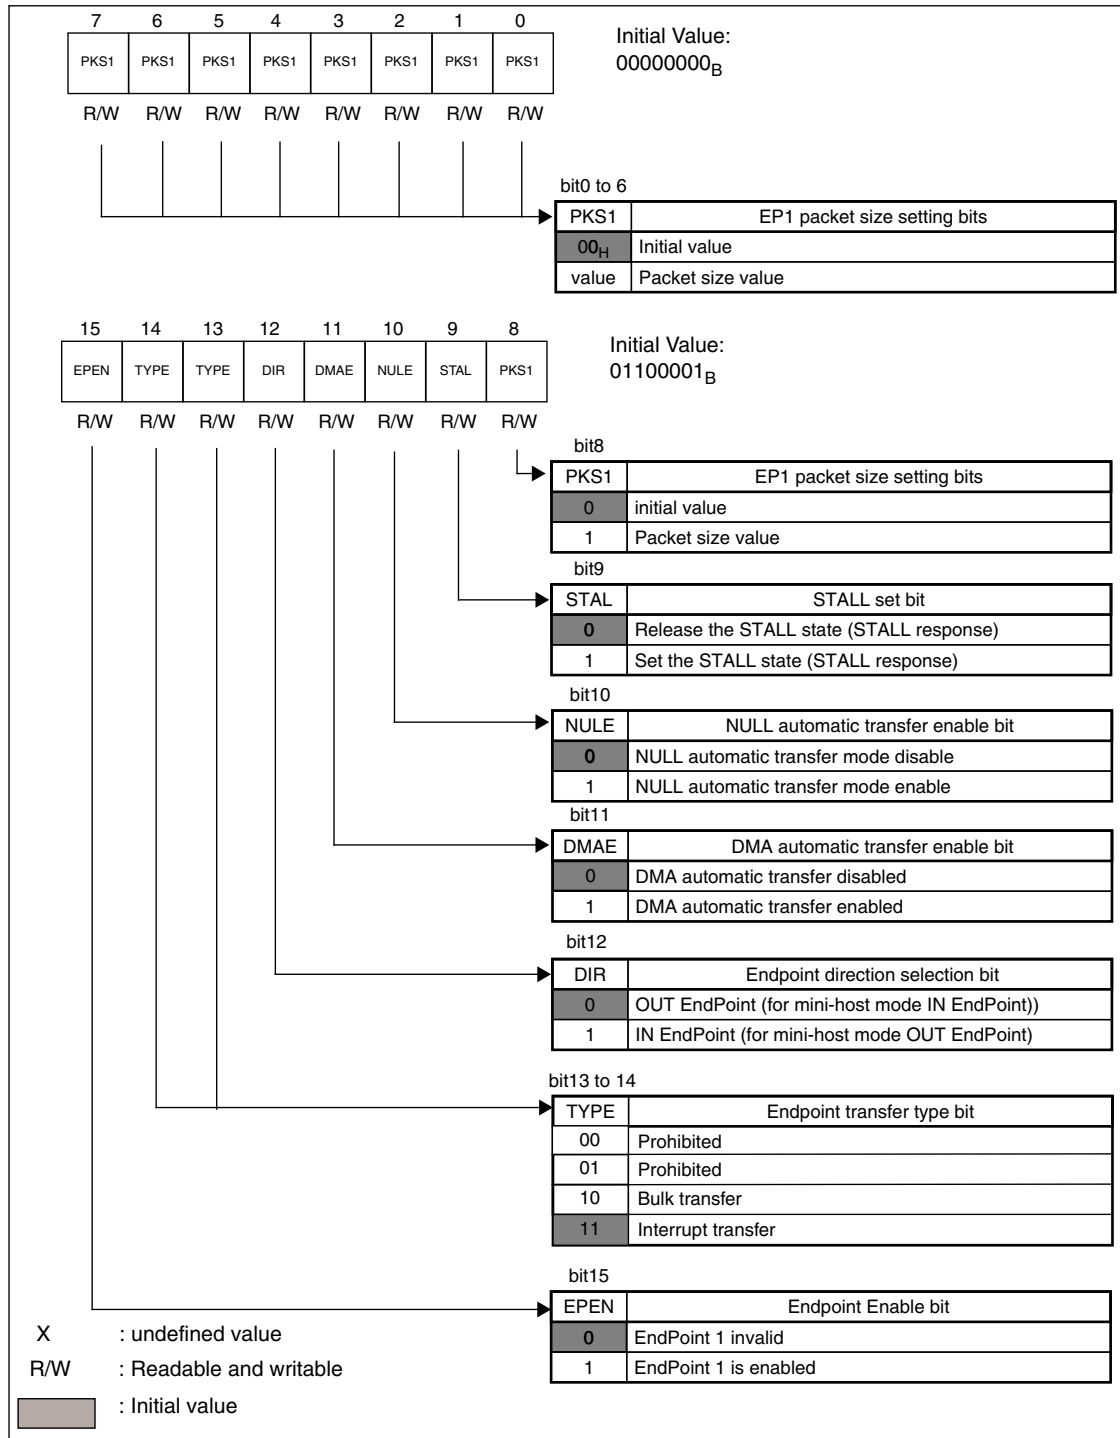 7 6 5 4 3 2 1 0
PKS1 PKS1 PKS1 PKS1 PKS1 PKS1 PKS1 PKS1
R/W R/W R/W R/W R/W R/W R/W R/W
Initial Value:
00000000B
bit0 to 6
PKS1 EP1 packet size setting bits
00H Initial value
value Packet size value
15 14 13 12 11 10 9 8
EPEN TYPE TYPE DIR DMAE NULE STAL PKS1
R/W R/W R/W R/W R/W R/W R/W R/W
Initial Value:
01100001B
bit8
PKS1 EP1 packet size setting bits
0 initial value
1 Packet size value
bit9
STAL STALL set bit
0 Release the STALL state (STALL response)
1 Set the STALL state (STALL response)
bit10
NULE NULL automatic transfer enable bit
0 NULL automatic transfer mode disable
1 NULL automatic transfer mode enable
bit11
DMAE DMA automatic transfer enable bit
0 DMA automatic transfer disabled
1 DMA automatic transfer enabled
bit12
DIR Endpoint direction selection bit
0 OUT EndPoint (for mini-host mode IN EndPoint))
1 IN EndPoint (for mini-host mode OUT EndPoint)
bit13 to 14
TYPE Endpoint transfer type bit
00 Prohibited
01 Prohibited
10 Bulk transfer
11 Interrupt transfer
bit15
EPEN Endpoint Enable bit
0 EndPoint 1 invalid
1 EndPoint 1 is enabled
X : undefined value
R/W : Readable and writable
: Initial value